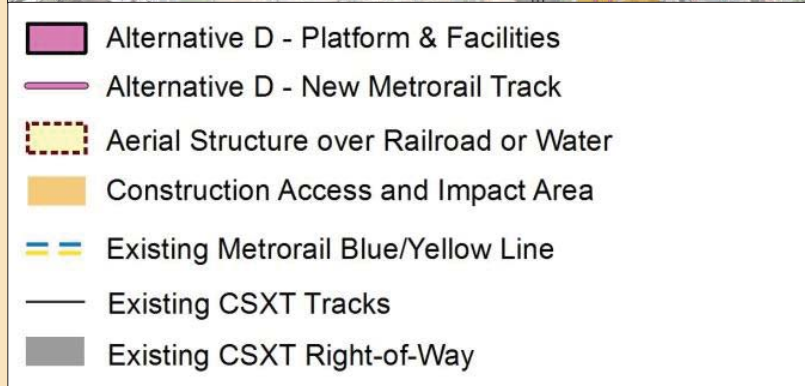 Alternative D - Platform & Facilities
Alternative D - New Metrorail Track
Aerial Structure over Railroad or Water
Construction Access and Impact Area
Existing Metrorail Blue/Yellow Line
Existing CSXT Tracks
Existing CSXT Right-of-Way